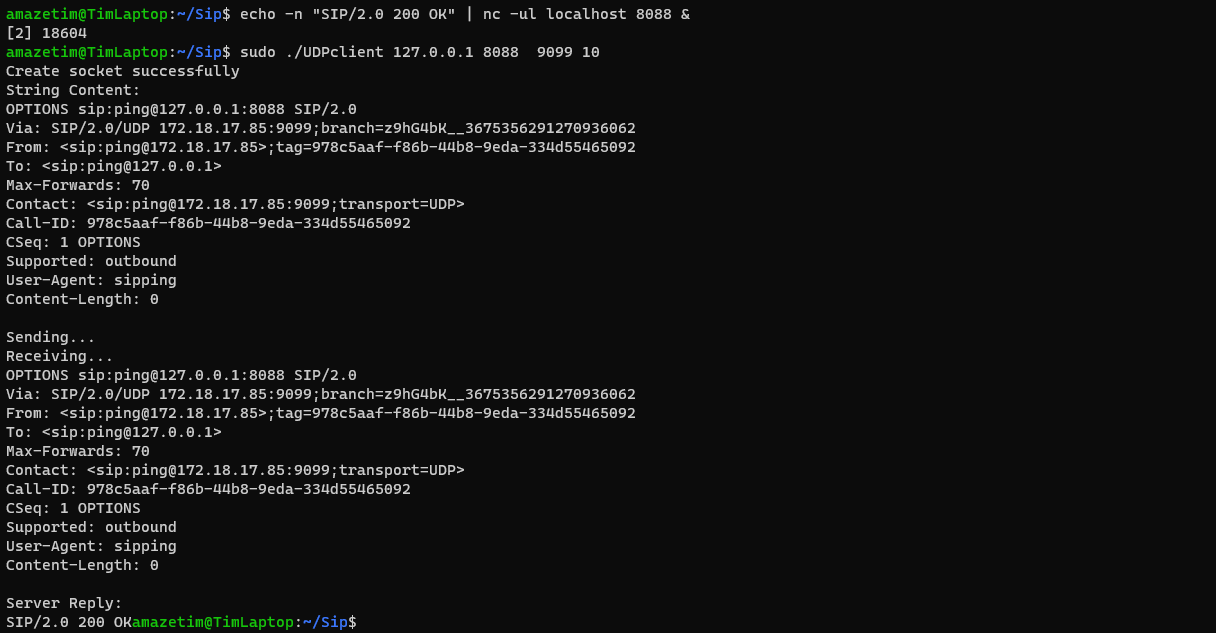 amazetim@TimLaptop:~/Sip$ echo -n "SIP/2.0 200 OK" | nc -ul localhost 8088 &
[2] 18604
amazetim@TimLaptop:~/Sip$ sudo ./UDPclient 127.0.0.1 8088  9099 10
Create socket successfully
String Content:
OPTIONS sip:ping@127.0.0.1:8088 SIP/2.0
Via: SIP/2.0/UDP 172.18.17.85:9099;branch=z9hG4bK__3675356291270936062
From: <sip:ping@172.18.17.85>;tag=978c5aaf-f86b-44b8-9eda-334d55465092
To: <sip:ping@127.0.0.1>
Max-Forwards: 70
Contact: <sip:ping@172.18.17.85:9099;transport=UDP>
Call-ID: 978c5aaf-f86b-44b8-9eda-334d55465092
CSeq: 1 OPTIONS
Supported: outbound
User-Agent: sipping
Content-Length: 0

Sending...
Receiving...
OPTIONS sip:ping@127.0.0.1:8088 SIP/2.0
Via: SIP/2.0/UDP 172.18.17.85:9099;branch=z9hG4bK__3675356291270936062
From: <sip:ping@172.18.17.85>;tag=978c5aaf-f86b-44b8-9eda-334d55465092
To: <sip:ping@127.0.0.1>
Max-Forwards: 70
Contact: <sip:ping@172.18.17.85:9099;transport=UDP>
Call-ID: 978c5aaf-f86b-44b8-9eda-334d55465092
CSeq: 1 OPTIONS
Supported: outbound
User-Agent: sipping
Content-Length: 0

Server Reply:
SIP/2.0 200 OKamazetim@TimLaptop:~/Sip$